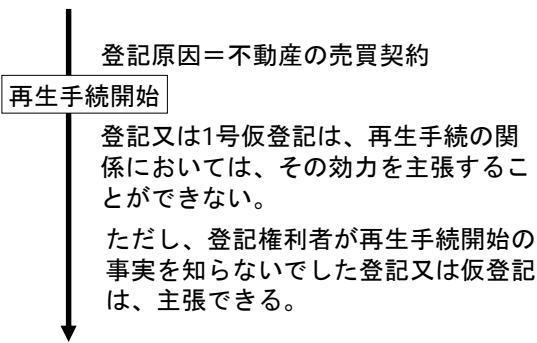 登記原因＝不動産の売買契約
再生手続開始
登記又は1号仮登記は、再生手続の関
係においては、その効力を主張するこ
とができない。
ただし、登記権利者が再生手続開始の
事実を知らないでした登記又は仮登記
は、主張できる。